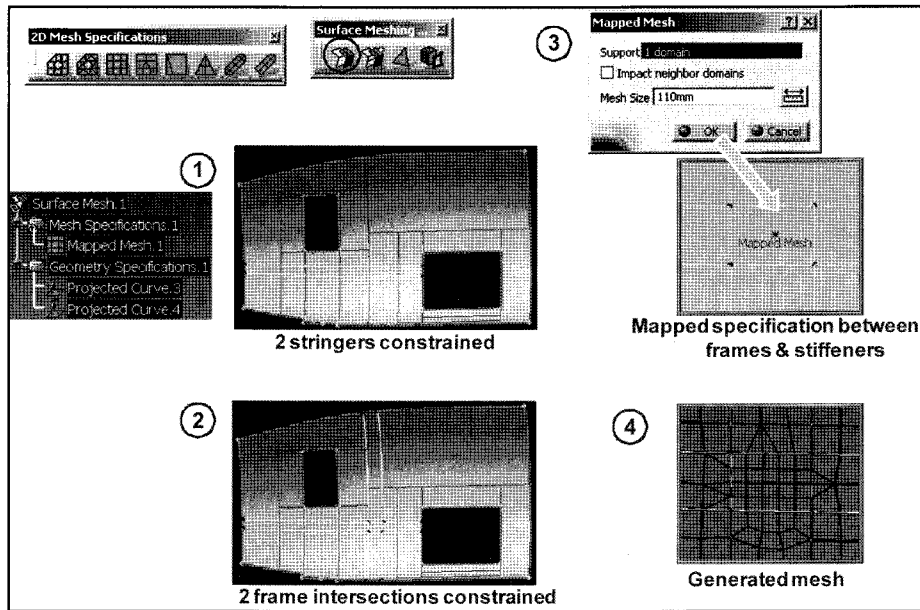 2D Mesh Specifications
Surface Meshing ...
3
Mapped Mesh
Support 1 domain
Impact neighbor domains
Mesh Size 110mm
OK
Cancel
1
Surface Mesh.1
Mesh Specifications.1
Mapped Mesh.1
Geometry Specifications.1
Projected Curve.3
Projected Curve.4
2 stringers constrained
Mapped Mesh
Mapped specification between
frames & stiffeners
2
2 frame intersections constrained
4
Generated mesh